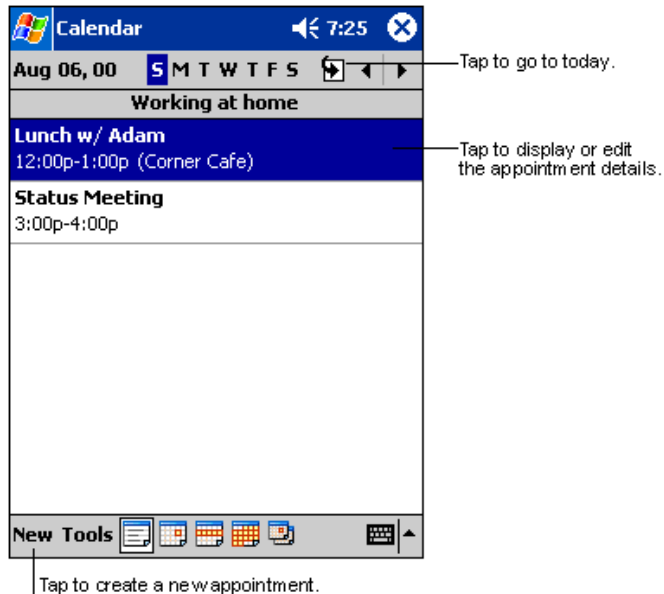 Calendar 7:25
Aug 06, 00 S M T W T F S
Tap to go to today.
Working at home
Lunch w/ Adam
12:00p-1:00p (Corner Cafe)
Tap to display or edit
the appointment details.
Status Meeting
3:00p-4:00p
New Tools
Tap to create a new appointment.